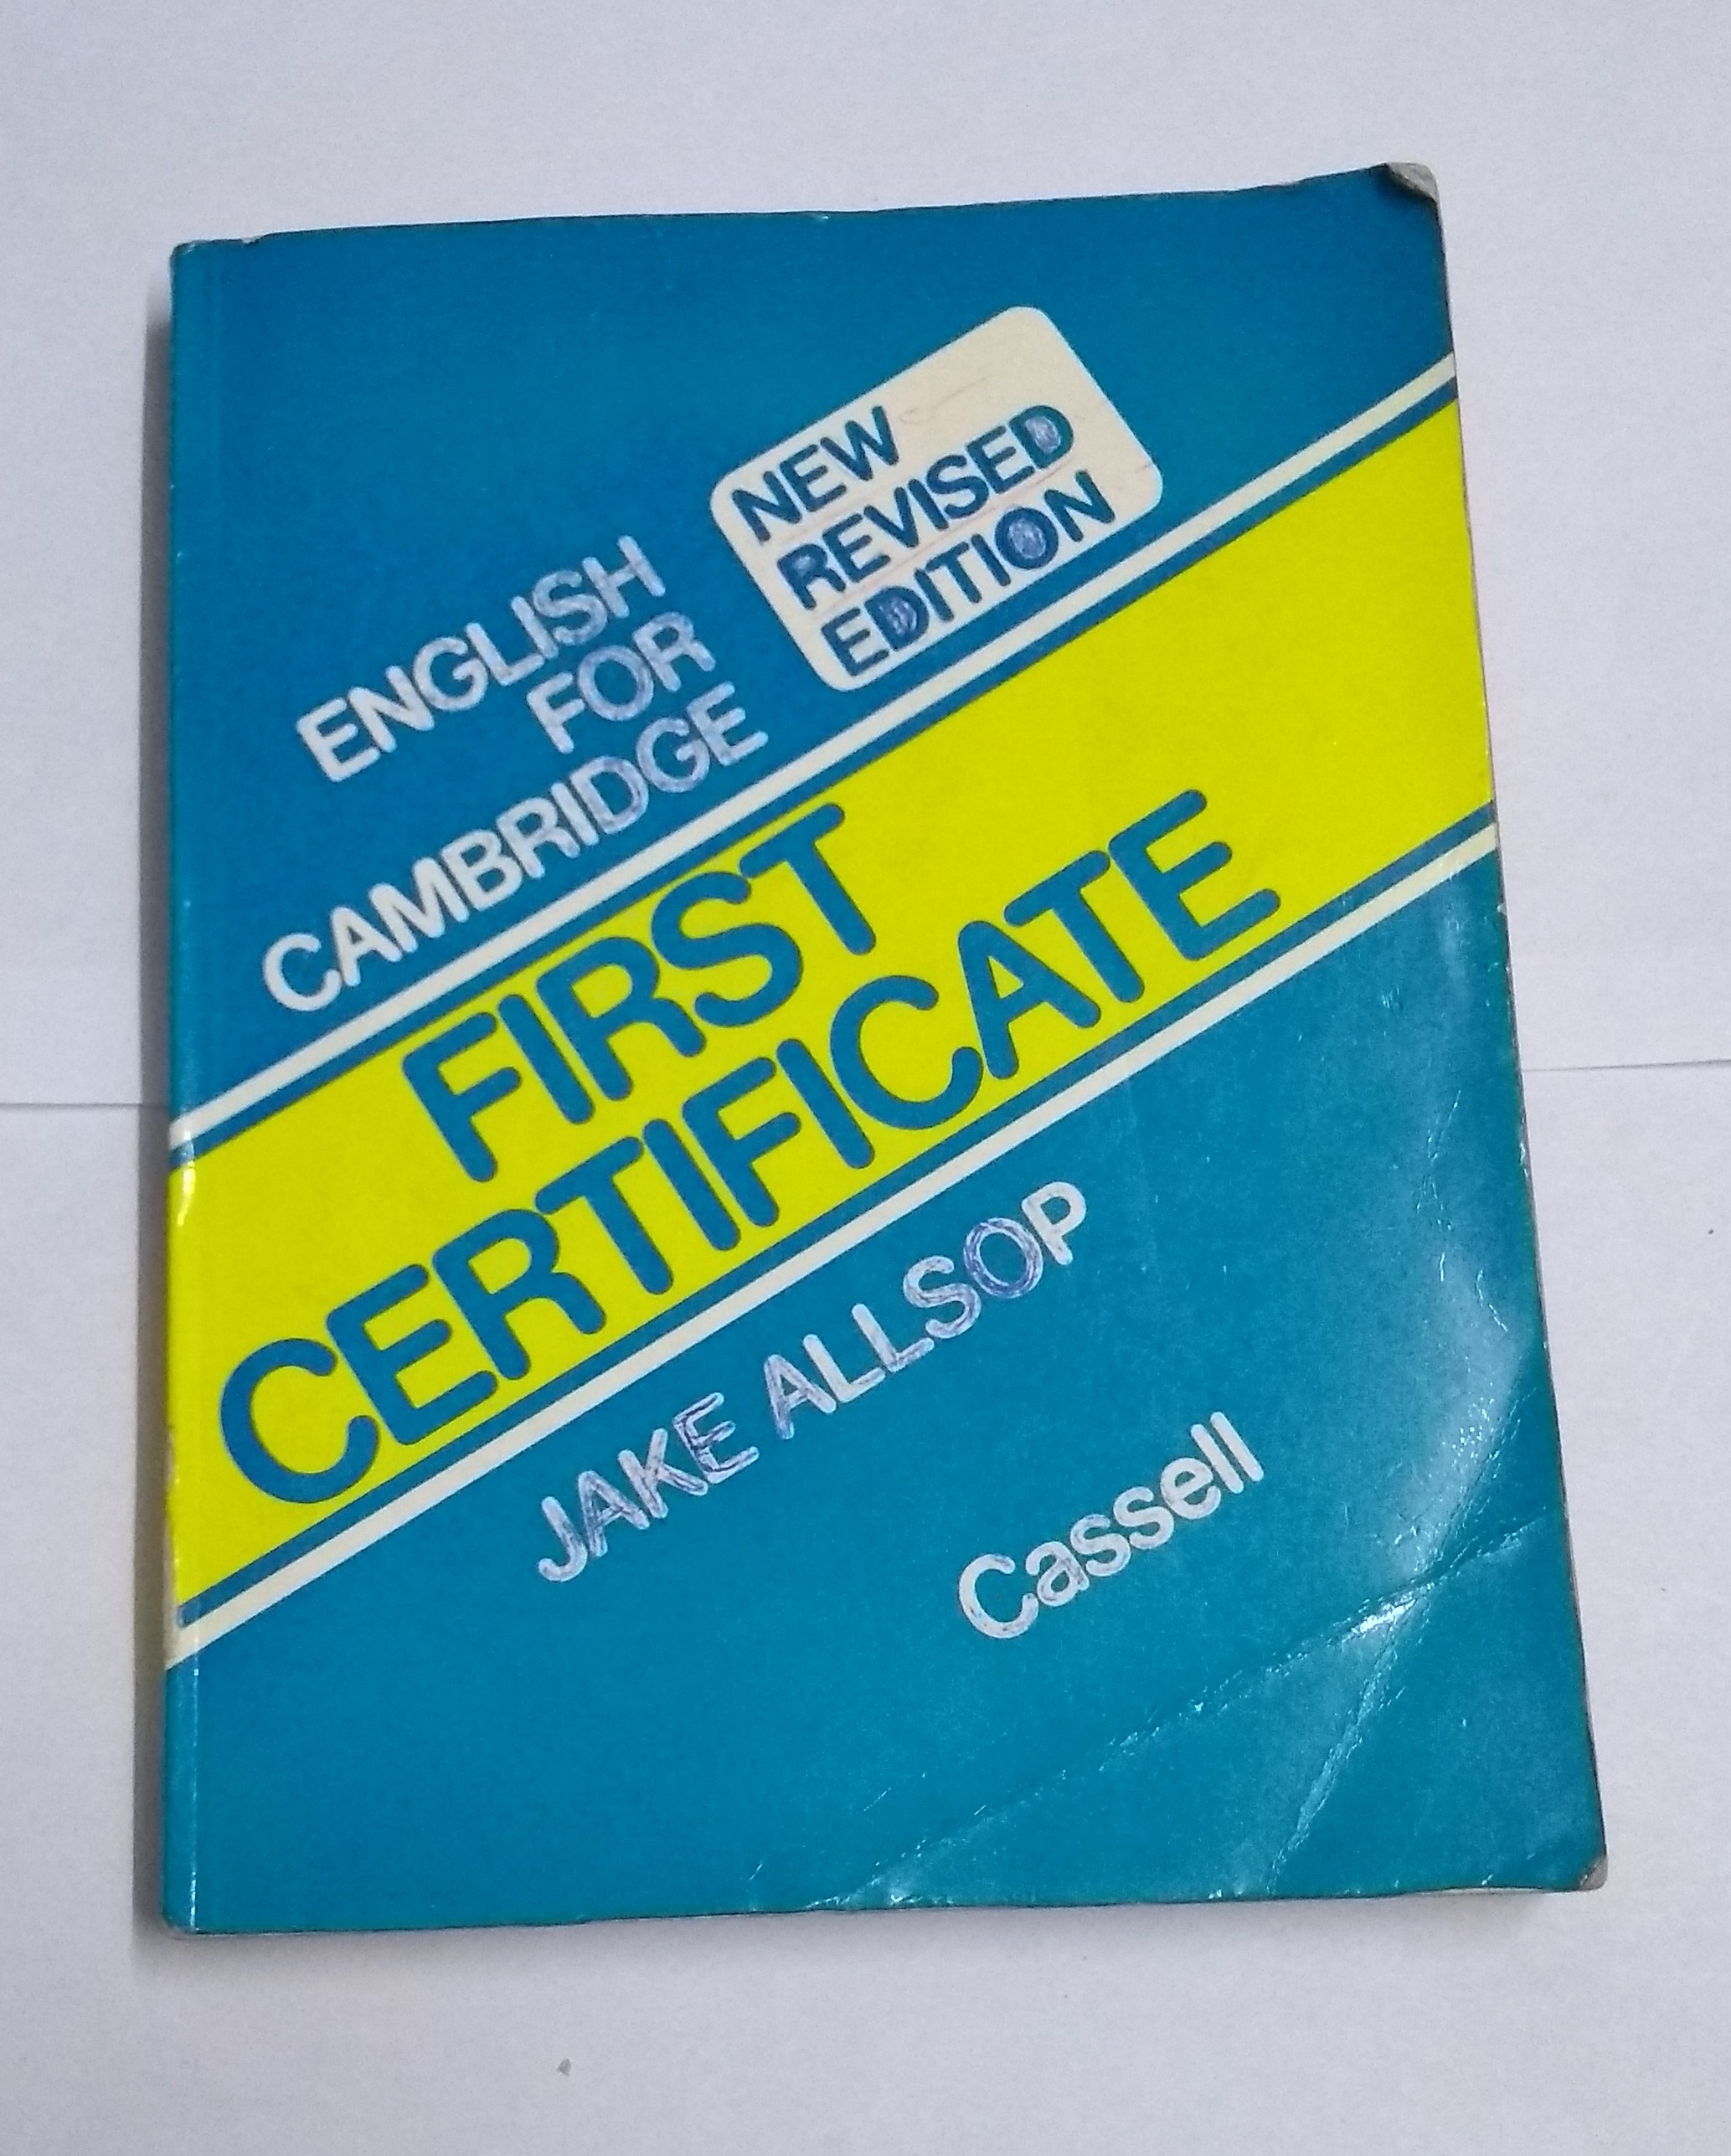 NEW
REVISED
EDITION
ENGLISH
FOR
CAMBRIDGE
FIRST
CERTIFICATE
JAKE ALLSOP
Cassell